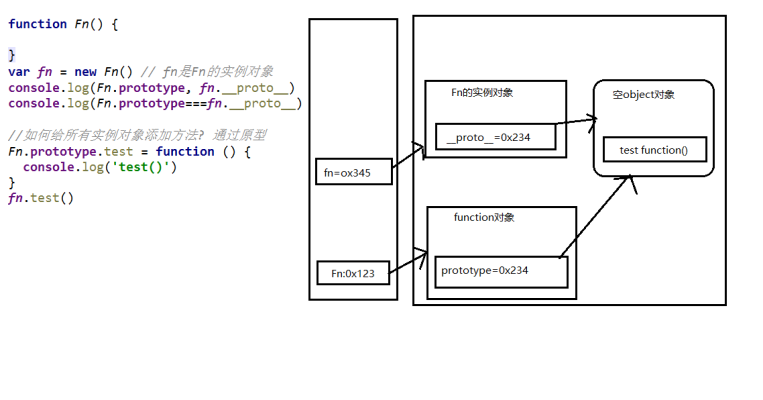 function Fn() {
}
var fn = new Fn() // fn是Fn的实例对象
console.log(Fn.prototype, fn.__proto__)
console.log(Fn.prototype===fn.__proto__)
//如何给所有实例对象添加方法? 通过原型
Fn.prototype.test = function () {
console.log('test()')
}
fn.test()
fn=ox345
Fn:0x123
Fn的实例对象
__proto__=0x234
function对象
prototype=0x234
空object对象
test function()